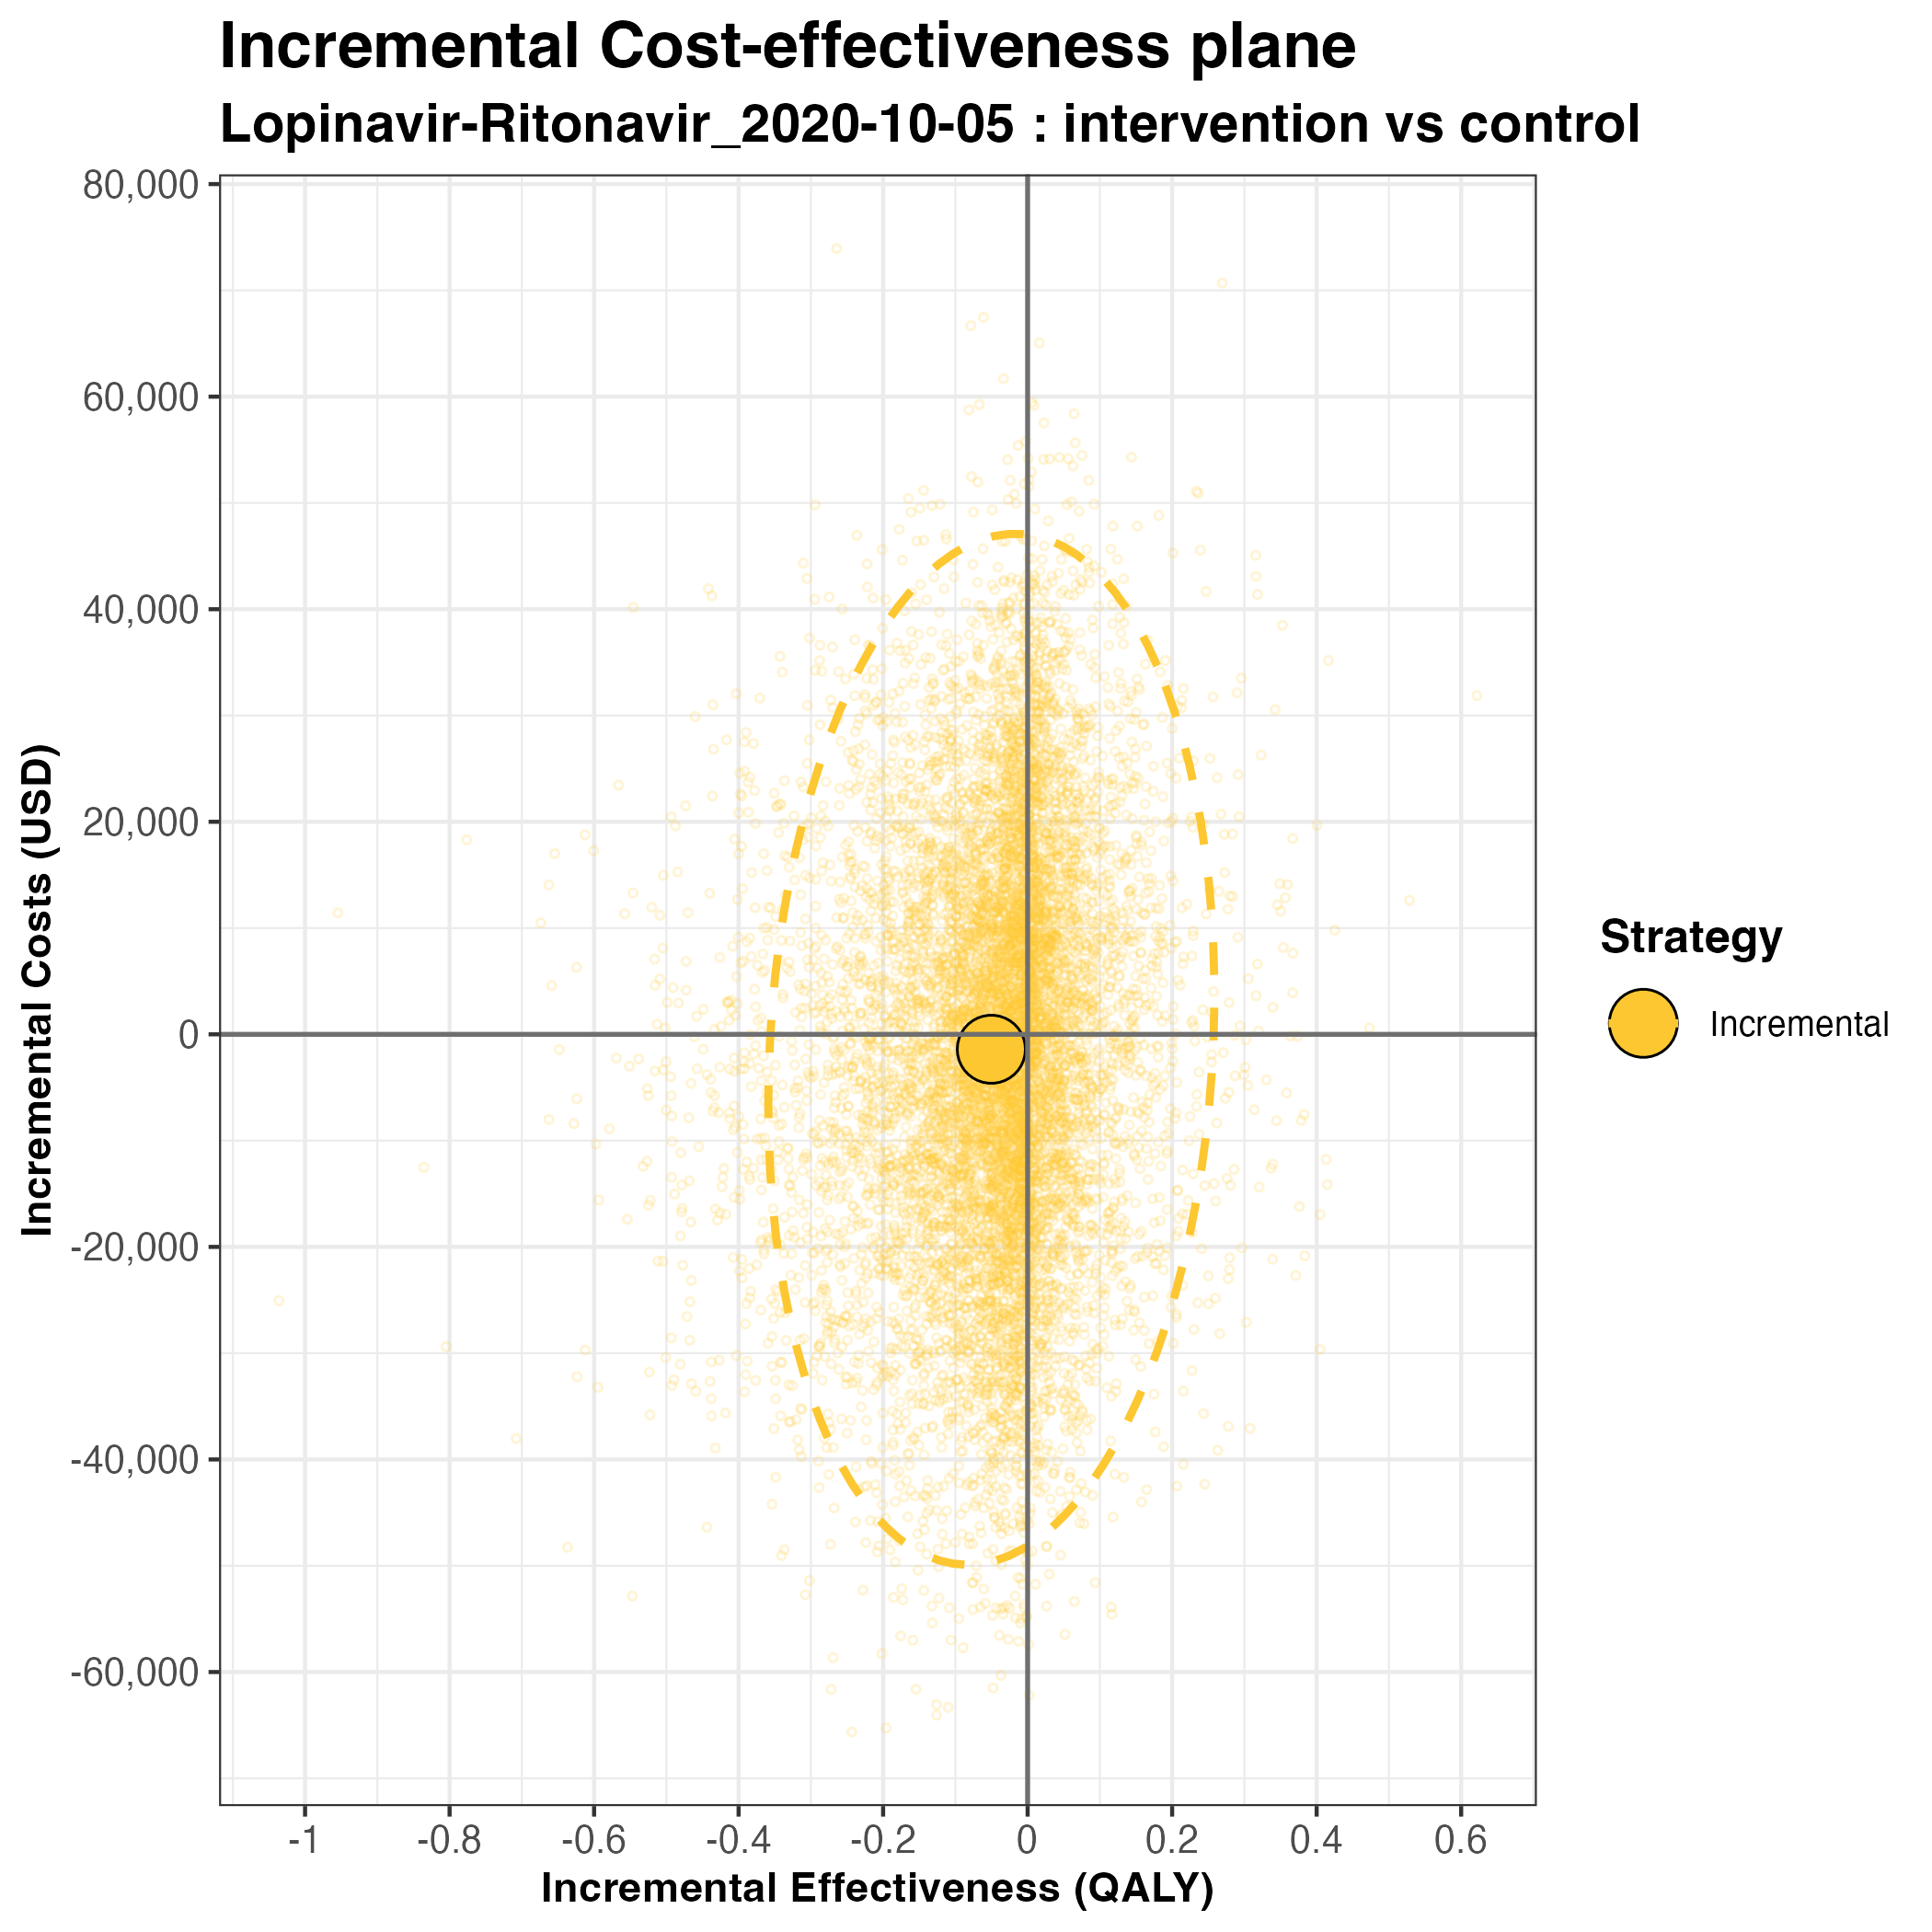 Incremental Cost-effectiveness plane
Lopinavir-Ritonavir_2020-10-05 : intervention vs control
80,000
60,000
40,000
20,000
0
-20,000
-40,000
-60,000
Incremental Costs (USD)
-1 -0.8 -0.6 -0.4 -0.2 0 0.2 0.4 0.6
Incremental Effectiveness (QALY)
Strategy
Incremental